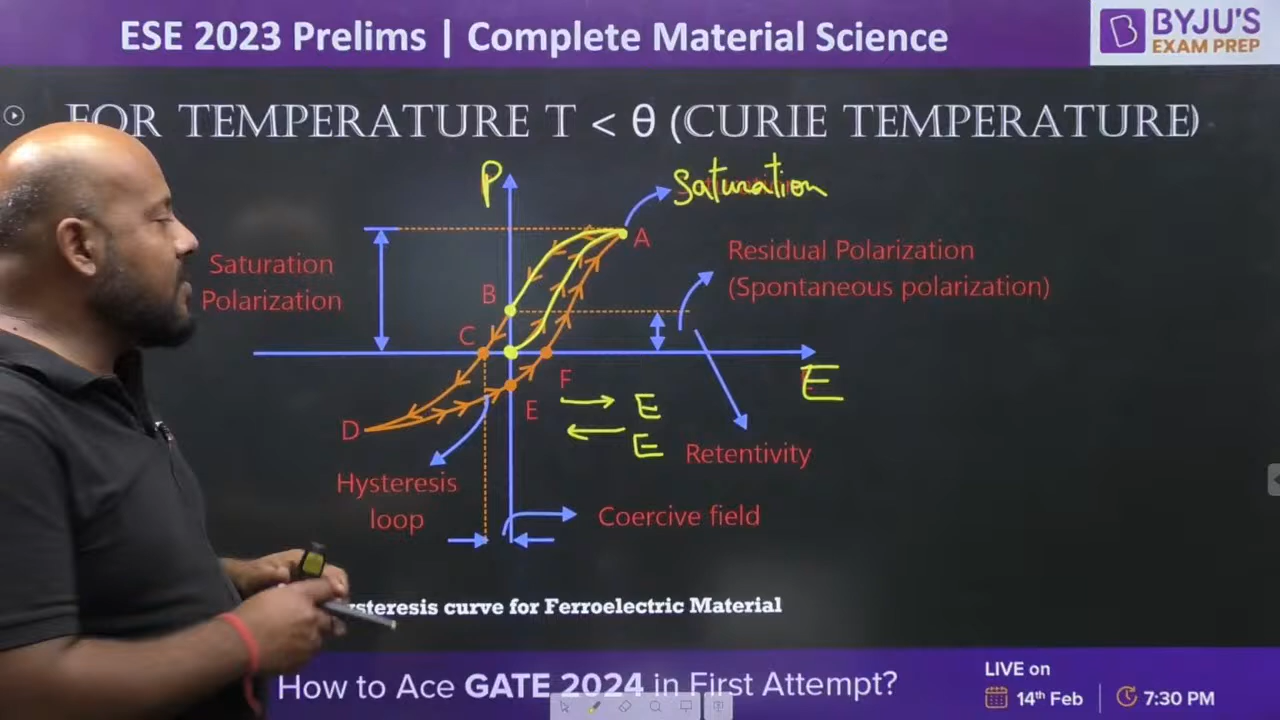 ESE 2023 Prelims | Complete Material Science
BYJU'S
EXAM PREP
FOR TEMPERATURE T < θ (CURIE TEMPERATURE)
P
Saturation
A
Saturation
Polarization
Residual Polarization
(Spontaneous polarization)
B
C
F
E
E
E
E
D
Retentivity
Hysteresis
loop
Coercive field
ysteresis curve for Ferroelectric Material
How to Ace GATE 2024 in First Attempt?
LIVE on
14th Feb | 7:30 PM